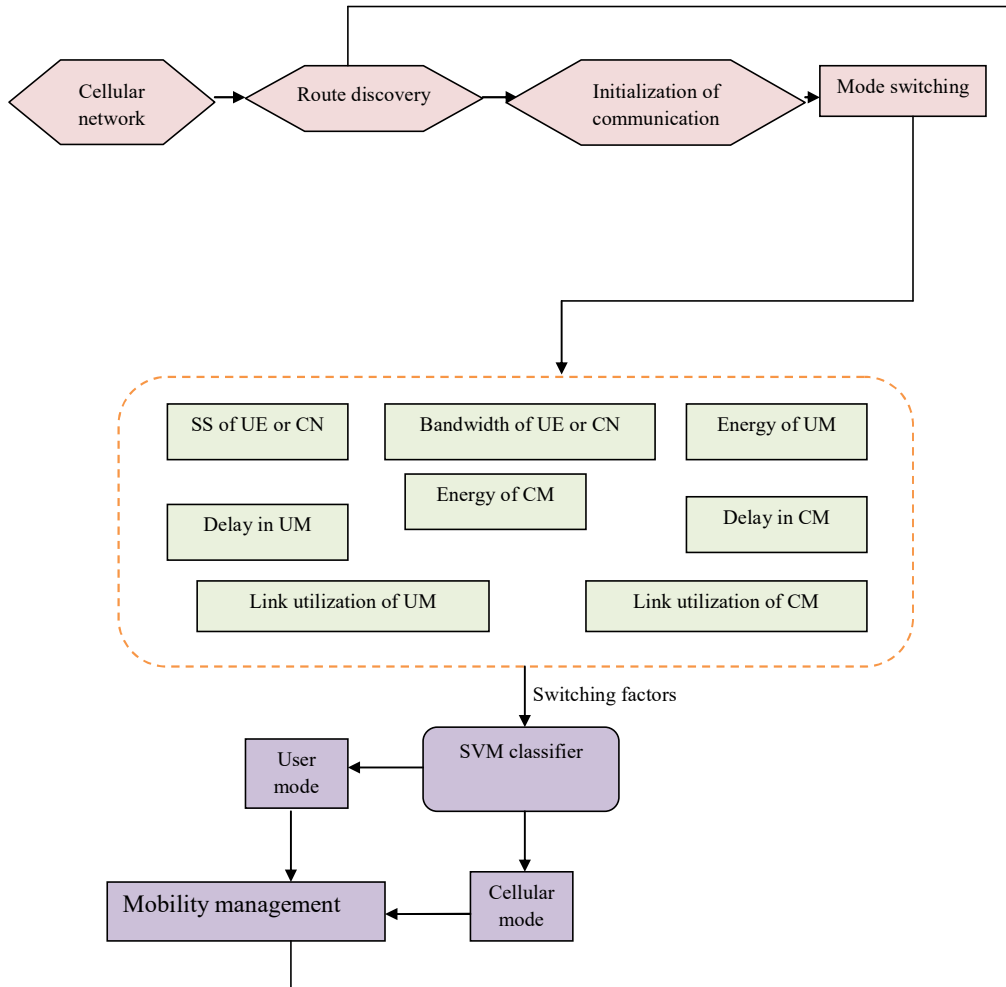 Cellular
network
Route discovery
Initialization of
communication
Mode switching
SS of UE or CN
Bandwidth of UE or CN
Energy of UM
Energy of CM
Delay in UM
Delay in CM
Link utilization of UM
Link utilization of CM
Switching factors
SVM classifier
User
mode
Cellular
mode
Mobility management